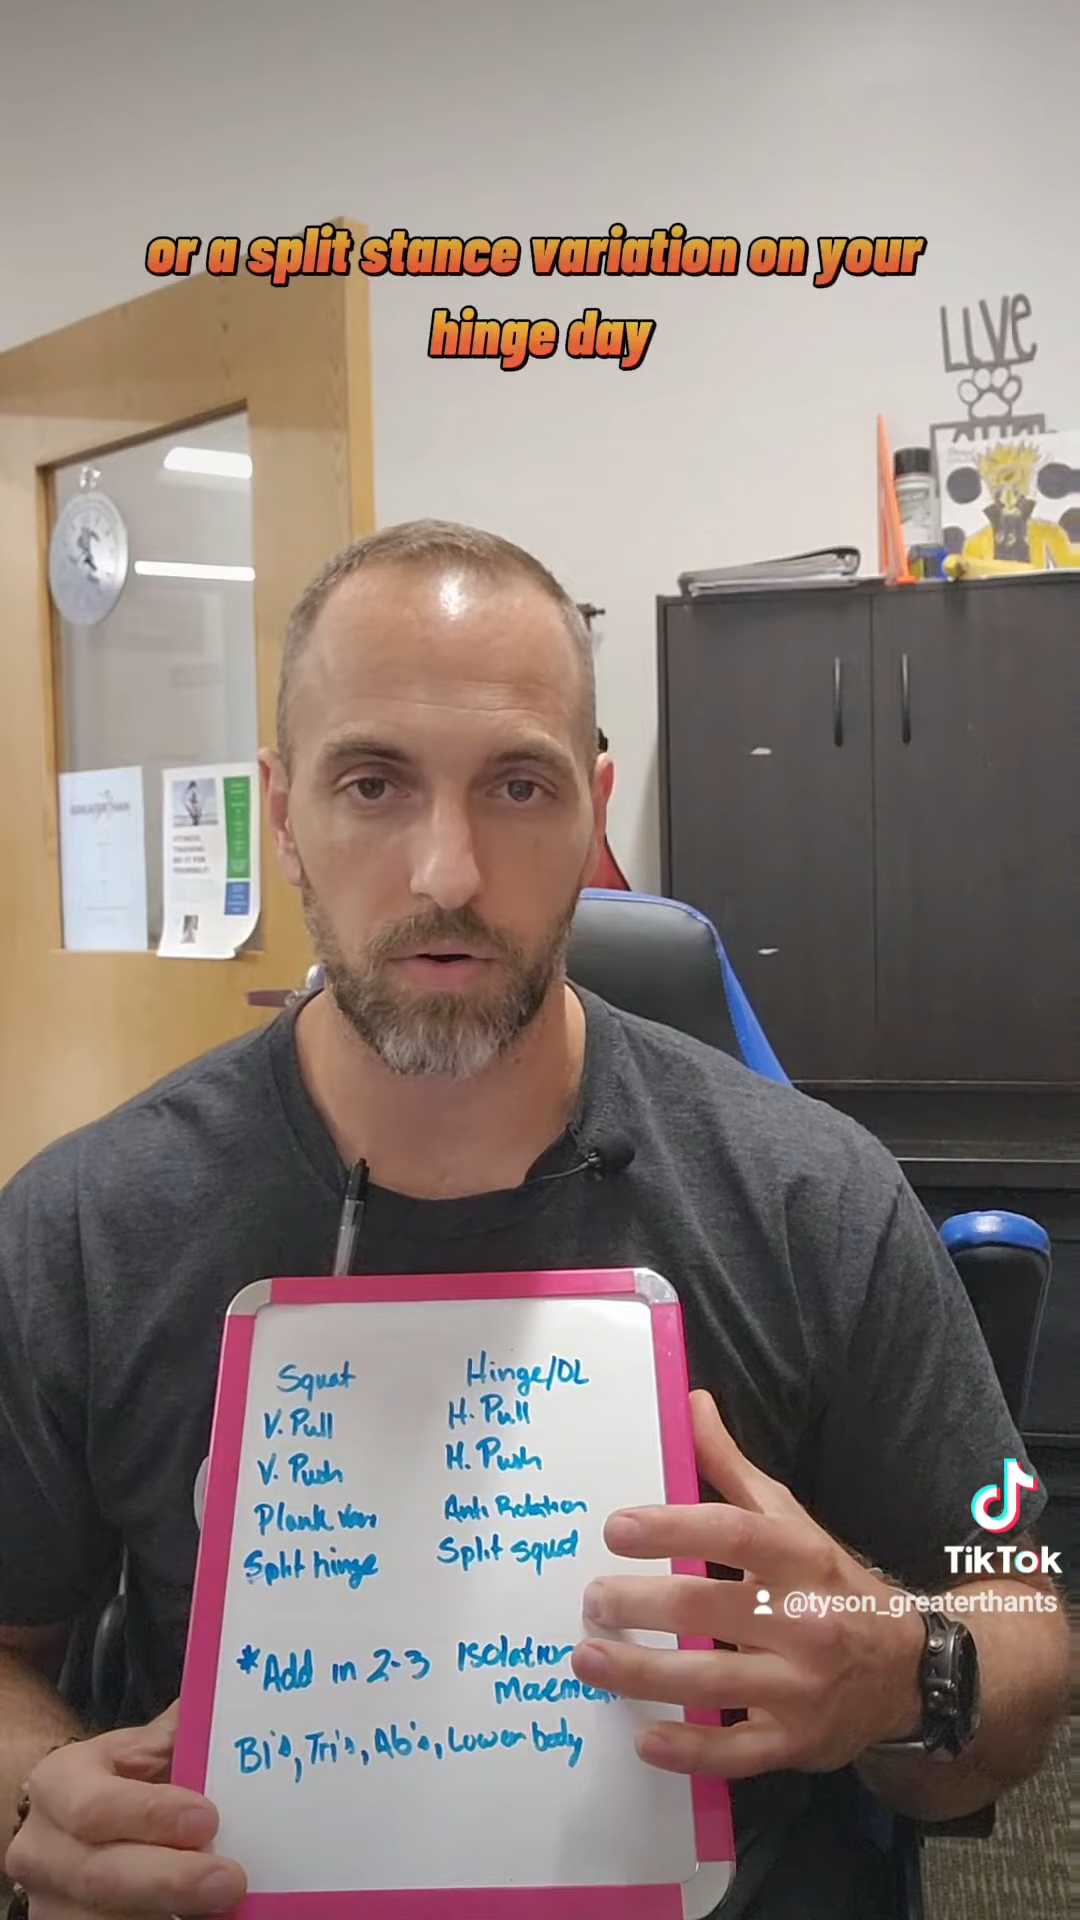 or a split stance variation on your
hinge day
LIVE
Squat
V. Pull
V. Push
Plank var.
Split hinge
Hinge/DL
H. Pull
H. Push
Anti Rotation
Split squat
*Add in 2-3 Isolation
Bi's, Tri's, Ab's, Lower body
TikTok
@tyson_greaterthants